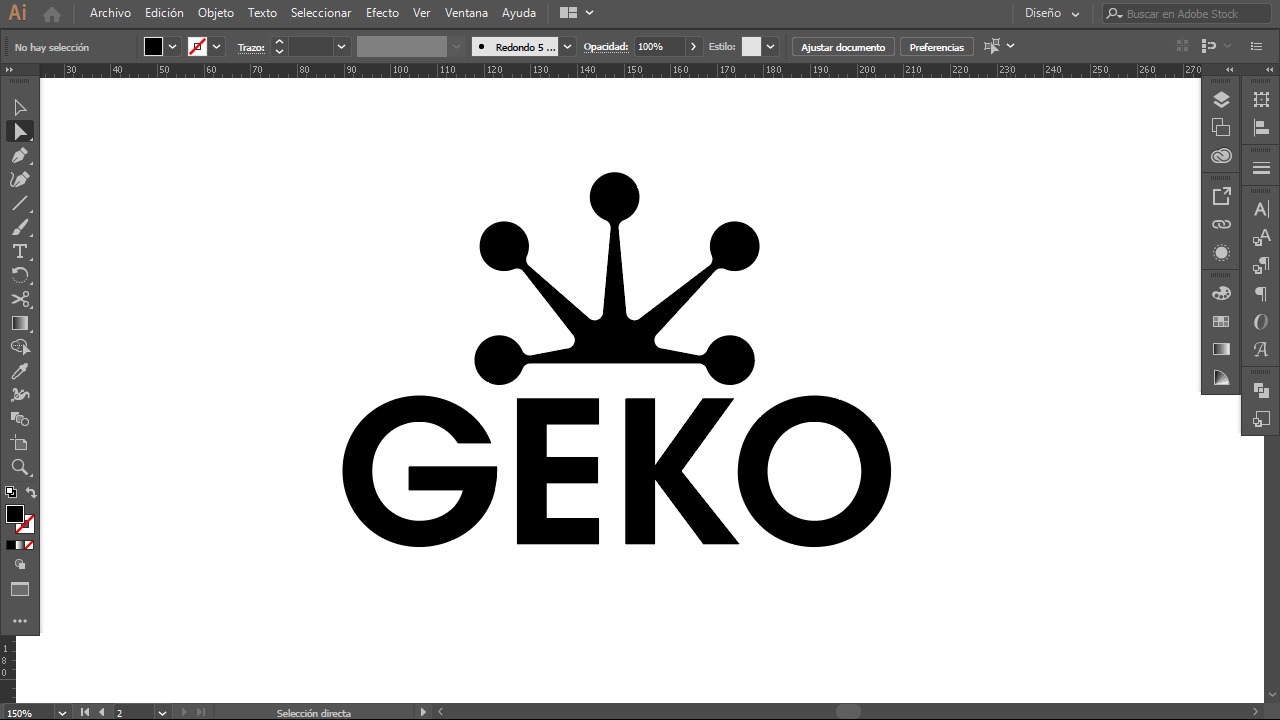 Ai Archivo Edición Objeto Texto Seleccionar Efecto Ver Ventana Ayuda Diseño Buscar en Adobe Stock
No hay selección Trazo: Redondo 5 ... Opacidad: 100% Estilo: Ajustar documento Preferencias
30 40 50 60 70 80 90 100 110 120 130 140 150 160 170 180 190 200 210 220 230 240 250 260 270
GEKO
1
8
0
150% 2 Selección directa